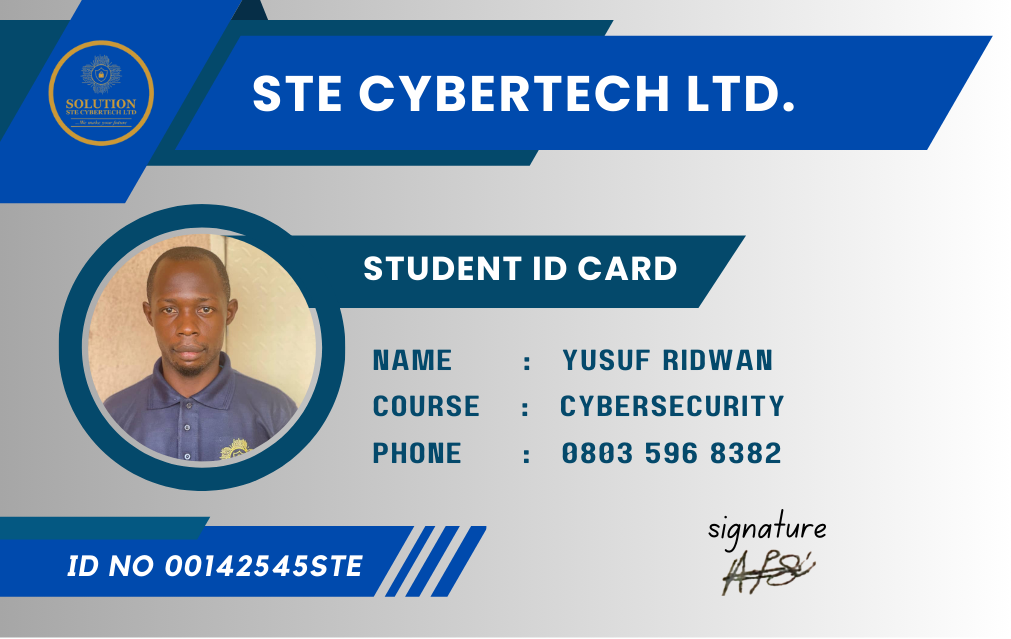 SOLUTION
STE CYBERTECH LTD
STE CYBERTECH LTD.
STUDENT ID CARD
NAME : YUSUF RIDWAN
COURSE : CYBERSECURITY
PHONE : 0803 596 8382
signature
ID NO 00142545STE